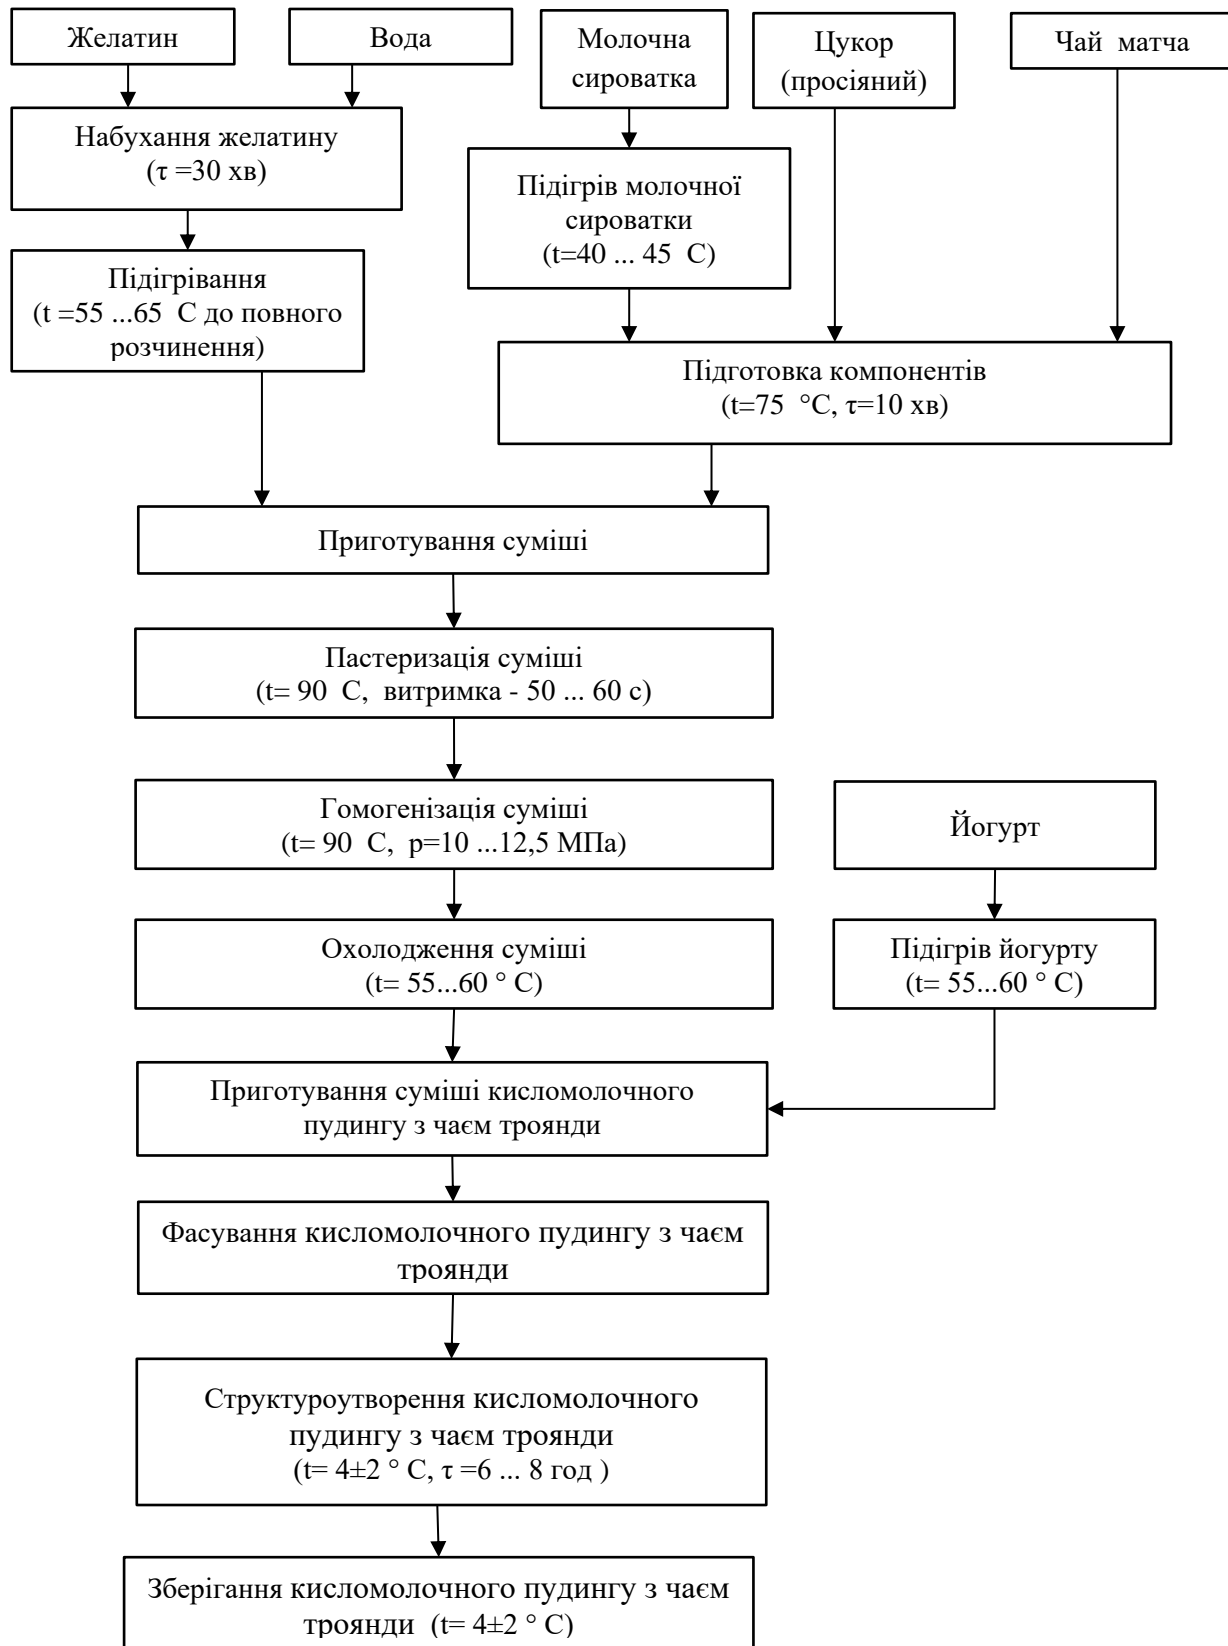 Желатин
Вода
Молочна
сироватка
Цукор
(просіяний)
Чай матча
Набухання желатину
(τ =30 хв)
Підігрів молочної
сироватки
(t=40 ... 45 С)
Підігрівання
(t =55 ...65 С до повного
розчинення)
Підготовка компонентів
(t=75 °С, τ=10 хв)
Приготування суміші
Пастеризація суміші
(t= 90 С, витримка - 50 ... 60 с)
Гомогенізація суміші
(t= 90 С, р=10 ...12,5 МПа)
Йогурт
Охолодження суміші
(t= 55...60 ° С)
Підігрів йогурту
(t= 55...60 ° С)
Приготування суміші кисломолочного
пудингу з чаєм троянди
Фасування кисломолочного пудингу з чаєм
троянди
Структуроутворення кисломолочного
пудингу з чаєм троянди
(t= 4±2 ° С, τ =6 ... 8 год )
Зберігання кисломолочного пудингу з чаєм
троянди (t= 4±2 ° С)